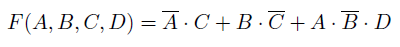 F(A, B, C, D) = A̅ · C + B · C̅ + A · B̅ · D